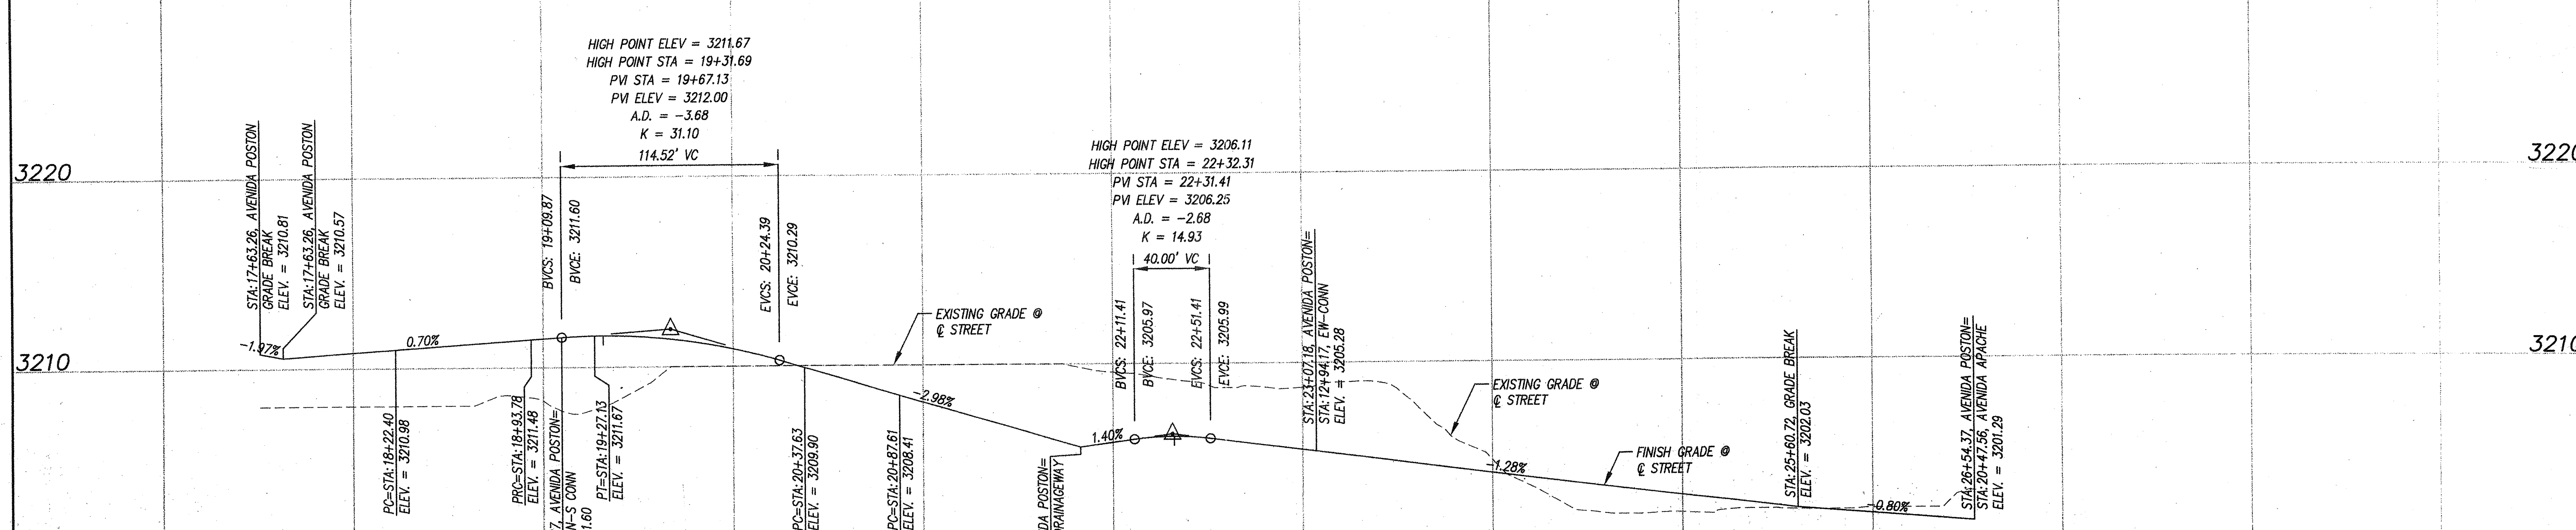 HIGH POINT ELEV = 3211.67
HIGH POINT STA = 19+31.69
PVI STA = 19+67.13
PVI ELEV = 3212.00
A.D. = -3.68
K = 31.10
114.52' VC
HIGH POINT ELEV = 3206.11
HIGH POINT STA = 22+32.31
PVI STA = 22+31.41
PVI ELEV = 3206.25
A.D. = -2.68
K = 14.93
40.00' VC
3220
3220
STA:17+63.26, AVENIDA POSTON
GRADE BREAK
ELEV. = 3210.81
STA:17+63.26, AVENIDA POSTON
GRADE BREAK
ELEV. = 3210.57
BVCS: 19+09.87
BVCE: 3211.60
EVCS: 20+24.39
EVCE: 3210.29
EXISTING GRADE @
℄ STREET
BVCS: 22+11.41
BVCE: 3205.97
EVCS: 22+51.41
EVCE: 3205.99
STA:23+07.18, AVENIDA POSTON=
STA:12+94.17, EW-CONN
ELEV. = 3205.28
EXISTING GRADE @
℄ STREET
STA:25+60.72, GRADE BREAK
ELEV. = 3202.03
STA:26+54.37, AVENIDA POSTON=
STA:20+47.56, AVENIDA APACHE
ELEV. = 3201.29
3210
3210
-1.97%
0.70%
-2.98%
1.40%
-1.28%
-0.80%
FINISH GRADE @
℄ STREET
PC=STA:18+22.40
ELEV. = 3210.98
PRC=STA:18+93.78
ELEV. = 3211.48
7, AVENIDA POSTON=
N-S CONN
1.60
PT=STA:19+27.13
ELEV. = 3211.67
PC=STA:20+37.63
ELEV. = 3209.90
PC=STA:20+87.61
ELEV. = 3208.41
DA POSTON=
RAINAGEWAY